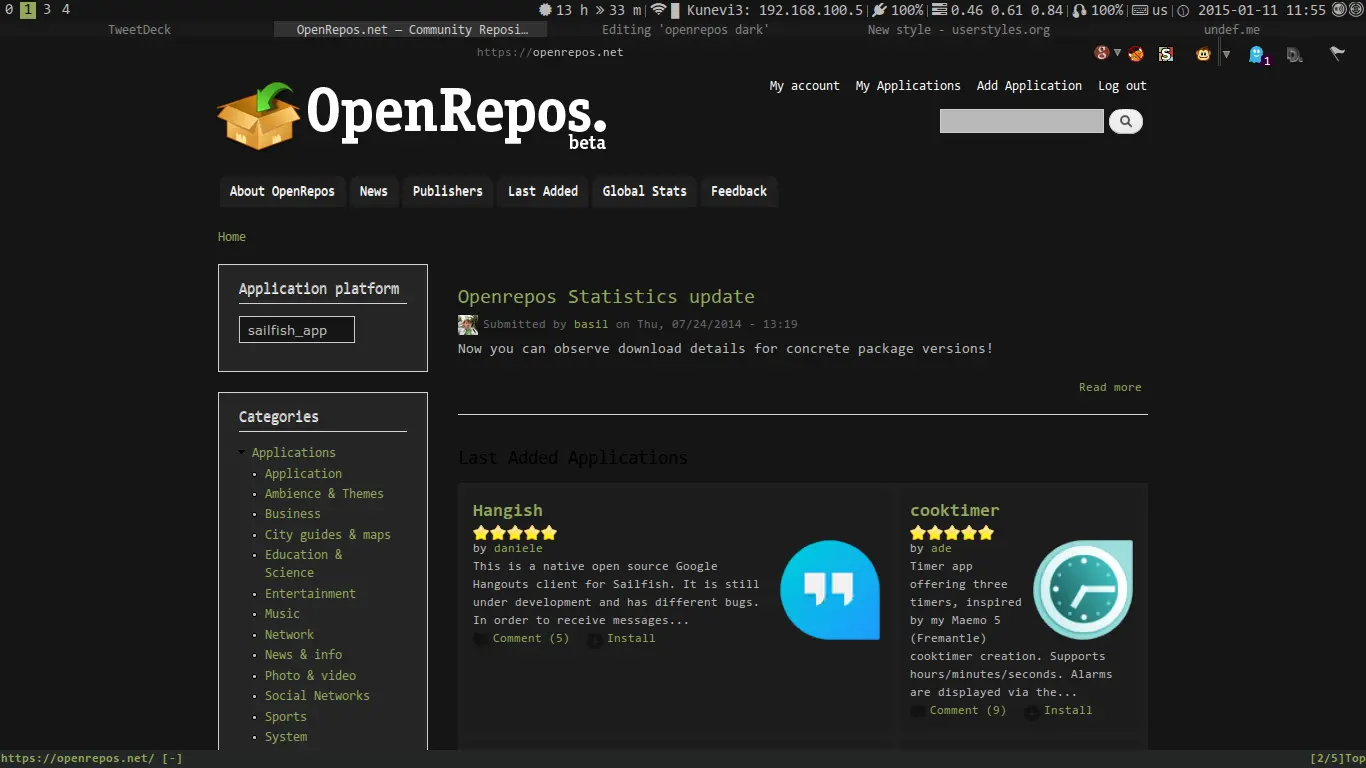 0 1 3 4 13 h 33 m Kunevi3: 192.168.100.5 100% 0.46 0.61 0.84 100% us 2015-01-11 11:55
TweetDeck OpenRepos.net — Community Reposi… Editing 'openrepos dark' New style - userstyles.org undef.me
https://openrepos.net
1
My account My Applications Add Application Log out
OpenRepos.
beta
About OpenRepos News Publishers Last Added Global Stats Feedback
Home
Application platform
sailfish_app
Categories
Applications
Application
Ambience & Themes
Business
City guides & maps
Education &
Science
Entertainment
Music
Network
News & info
Photo & video
Social Networks
Sports
System
Openrepos Statistics update
Submitted by basil on Thu, 07/24/2014 - 13:19
Now you can observe download details for concrete package versions!
Read more
Last Added Applications
Hangish
by daniele
This is a native open source Google
Hangouts client for Sailfish. It is still
under development and has different bugs.
In order to receive messages...
Comment (5) Install
cooktimer
by ade
Timer app
offering three
timers, inspired
by my Maemo 5
(Fremantle)
cooktimer creation. Supports
hours/minutes/seconds. Alarms
are displayed via the...
Comment (9) Install
https://openrepos.net/ [-] [2/5]Top